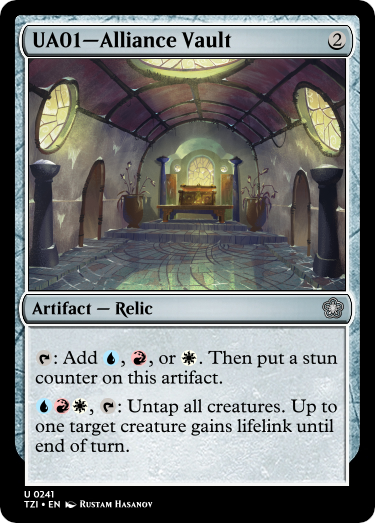 UA01—Alliance Vault 2
Artifact — Relic
: Add , , or . Then put a stun
counter on this artifact.
, : Untap all creatures. Up to
one target creature gains lifelink until
end of turn.
U 0241
TZI • EN Rustam Hasanov